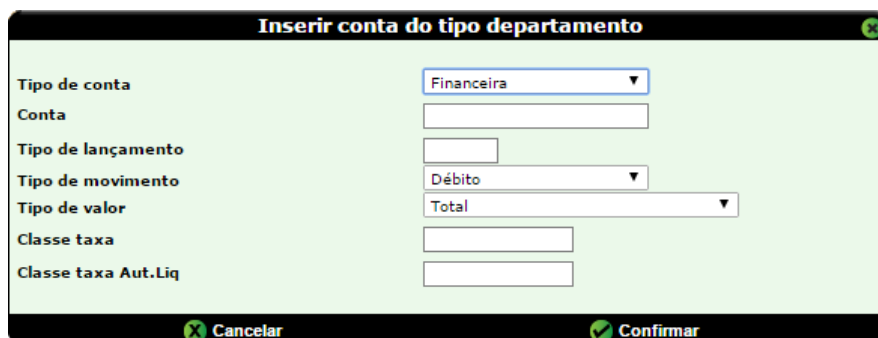 Inserir conta do tipo departamento
Tipo de conta Financeira
Conta
Tipo de lançamento
Tipo de movimento Débito
Tipo de valor Total
Classe taxa
Classe taxa Aut.Liq
Cancelar Confirmar